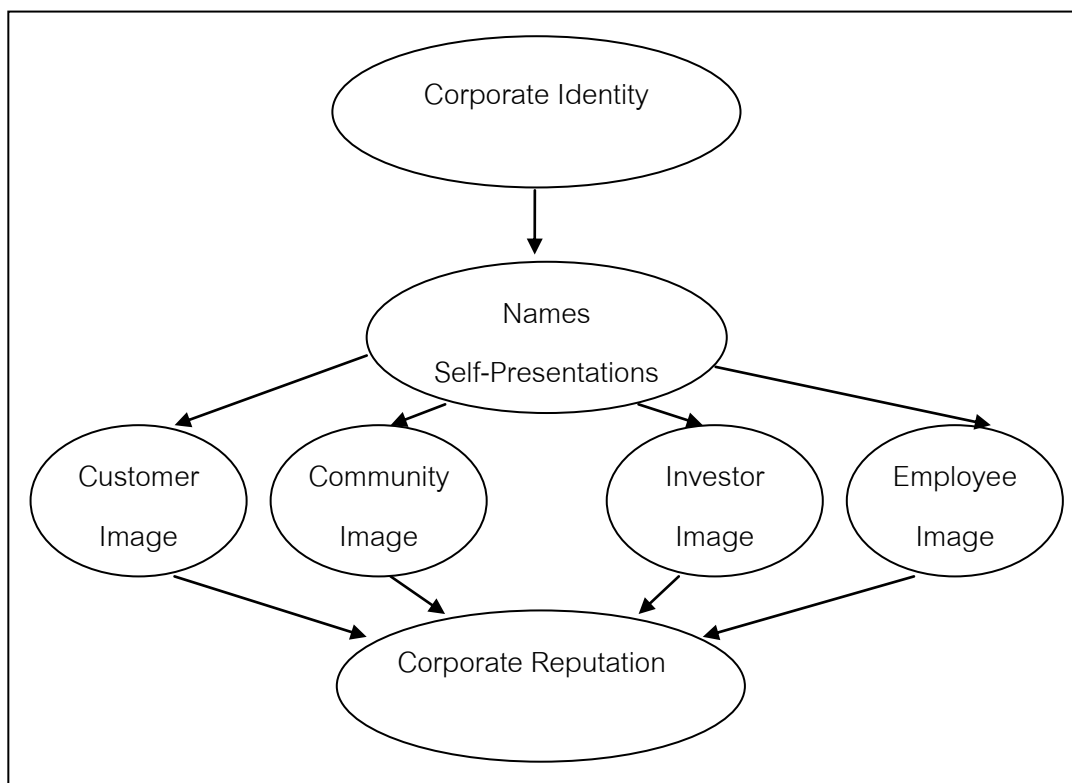 Corporate Identity
Names
Self-Presentations
Customer
Image
Community
Image
Investor
Image
Employee
Image
Corporate Reputation